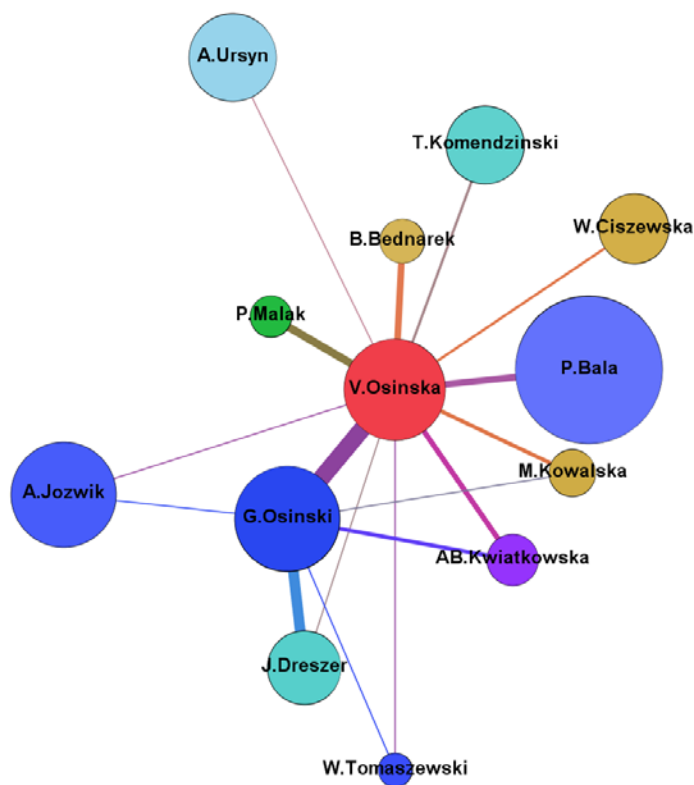 A.Ursyn
T.Komendzinski
W.Ciszewska
B.Bednarek
P.Malak
P.Bala
V.Osinska
M.Kowalska
A.Jozwik
G.Osinski
AB.Kwiatkowska
J.Dreszer
W.Tomaszewski